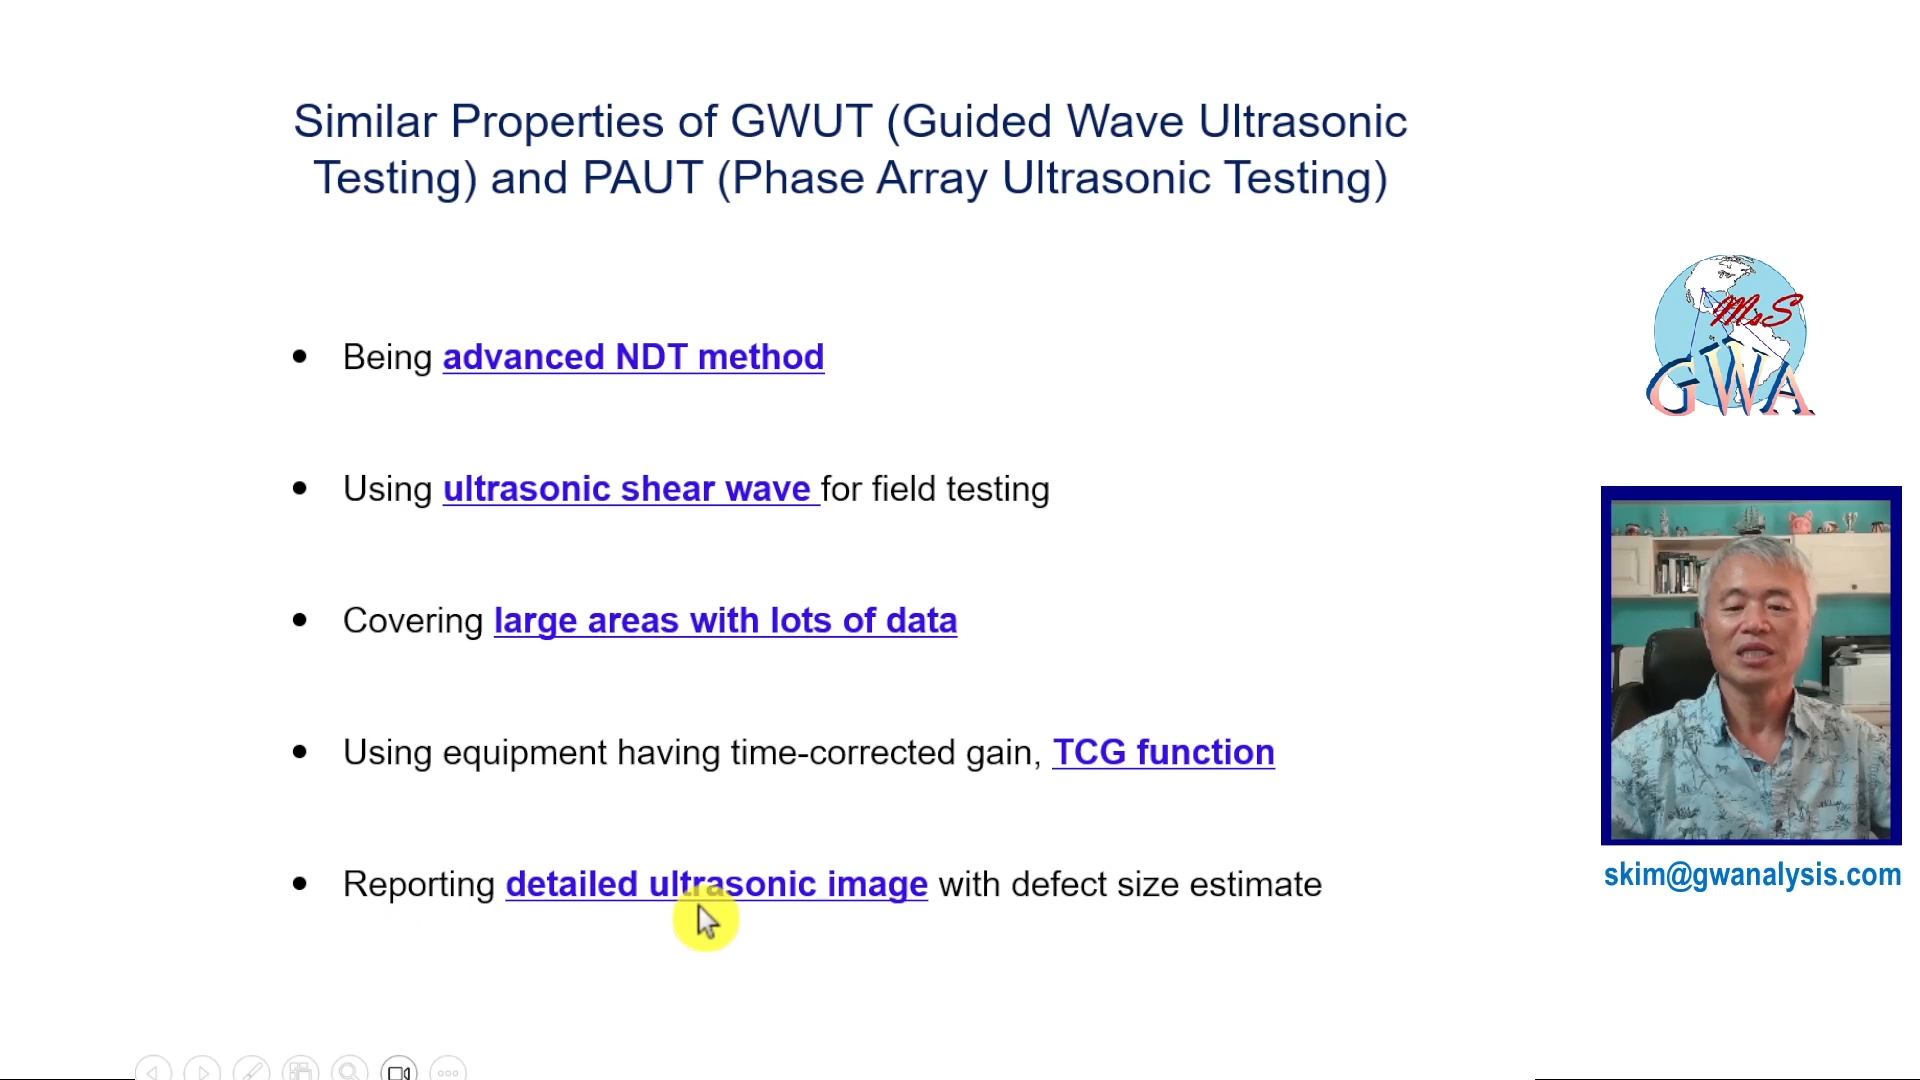 Similar Properties of GWUT (Guided Wave Ultrasonic
Testing) and PAUT (Phase Array Ultrasonic Testing)
• Being advanced NDT method
• Using ultrasonic shear wave for field testing
• Covering large areas with lots of data
• Using equipment having time-corrected gain, TCG function
• Reporting detailed ultrasonic image with defect size estimate
MsS
GWA
skim@gwanalysis.com